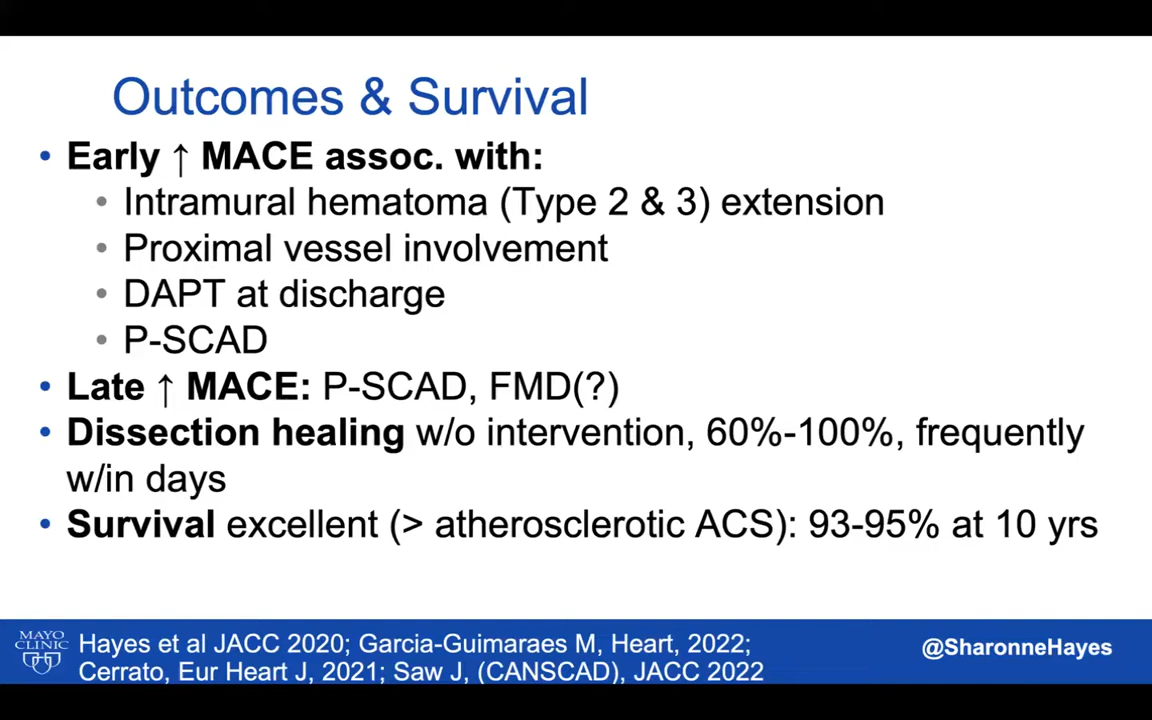 Outcomes & Survival
• Early ↑ MACE assoc. with:
• Intramural hematoma (Type 2 & 3) extension
• Proximal vessel involvement
• DAPT at discharge
• P-SCAD
• Late ↑ MACE: P-SCAD, FMD(?)
• Dissection healing w/o intervention, 60%-100%, frequently
w/in days
• Survival excellent (> atherosclerotic ACS): 93-95% at 10 yrs
MAYO
CLINIC
Hayes et al JACC 2020; Garcia-Guimaraes M, Heart, 2022;
Cerrato, Eur Heart J, 2021; Saw J, (CANSCAD), JACC 2022
@SharonneHayes